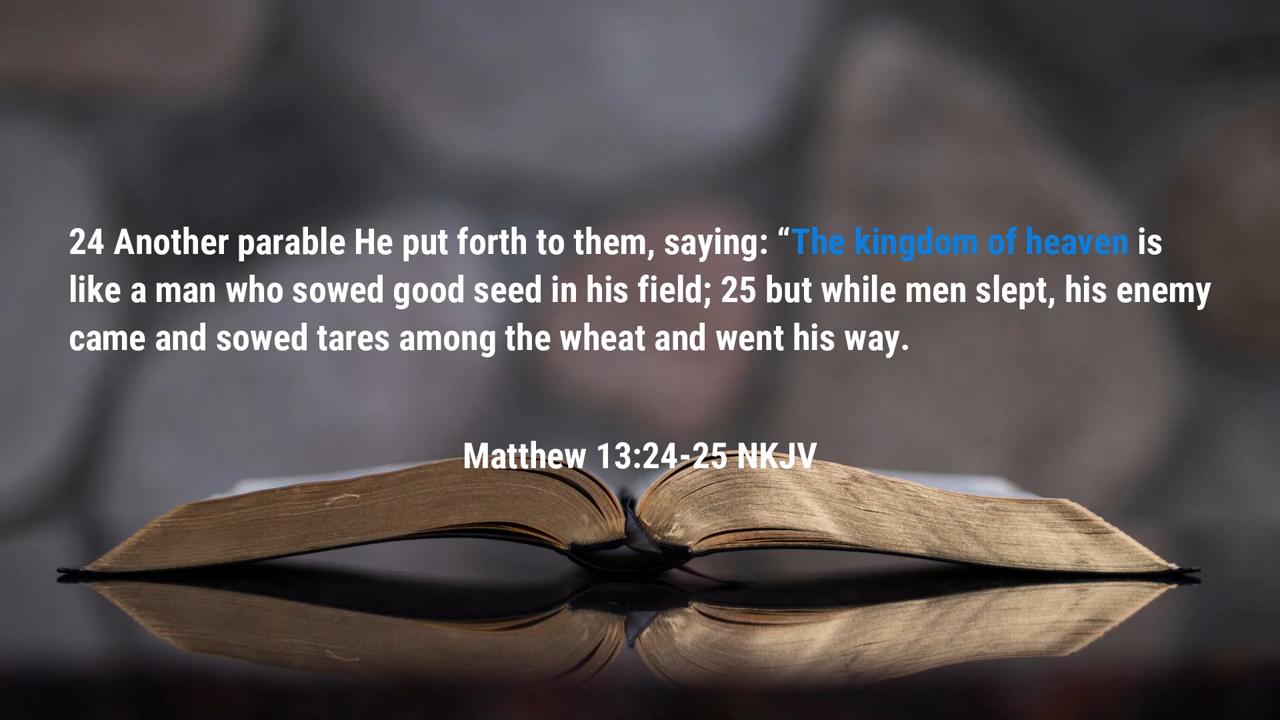 24 Another parable He put forth to them, saying: “The kingdom of heaven is
like a man who sowed good seed in his field; 25 but while men slept, his enemy
came and sowed tares among the wheat and went his way.
Matthew 13:24-25 NKJV